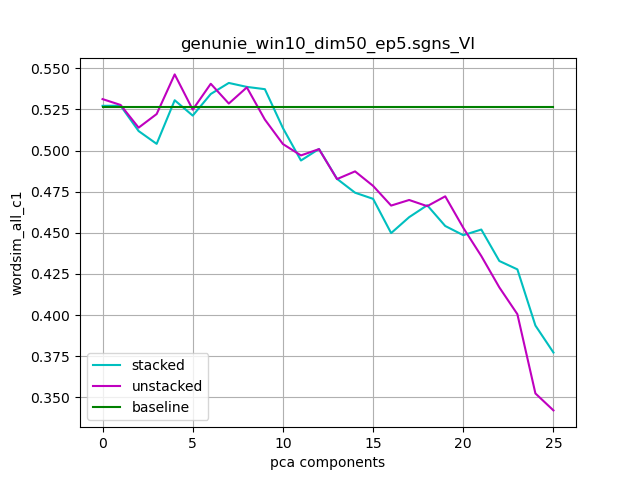 genunie_win10_dim50_ep5.sgns_VI
0.550
0.525
0.500
0.475
0.450
0.425
0.400
0.375
0.350
wordsim_all_c1
stacked
unstacked
baseline
0 5 10 15 20 25
pca components